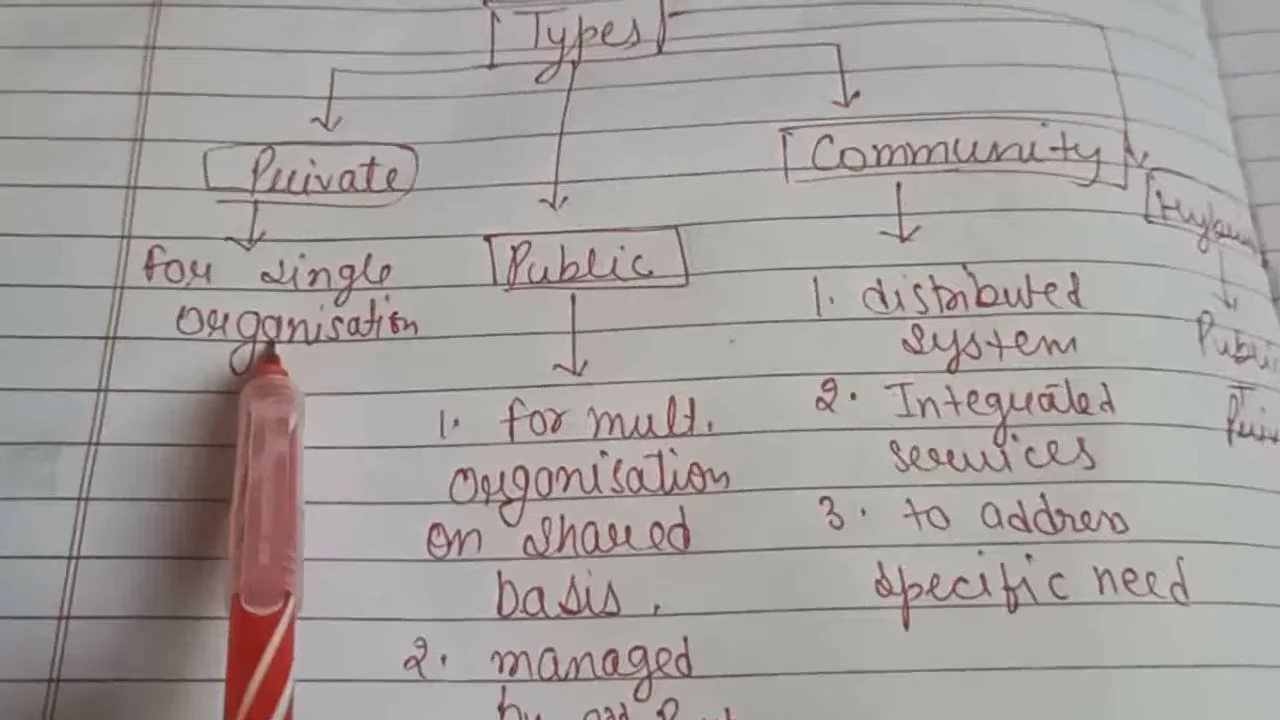 Types
Private
for single
organisation
Public
1. for mult.
organisation
on shared
basis.
2. managed
by
Community
1. distributed
system
2. Integrated
services
3. to address
specific need